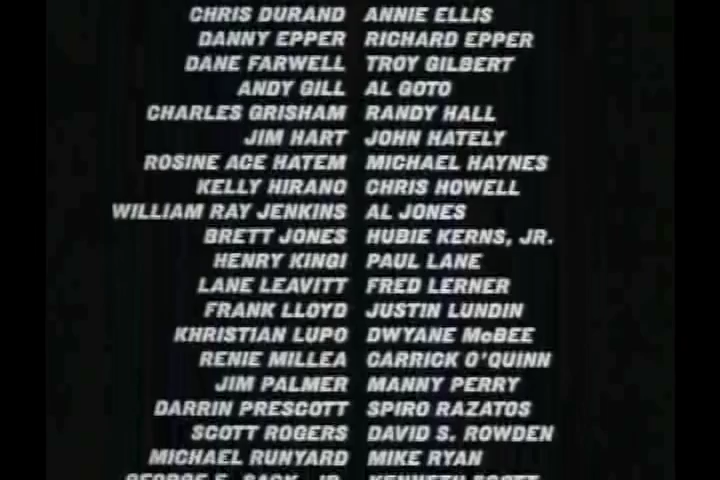 CHRIS DURAND ANNIE ELLIS
DANNY EPPER RICHARD EPPER
DANE FARWELL TROY GILBERT
ANDY GILL AL GOTO
CHARLES GRISHAM RANDY HALL
JIM HART JOHN HATELY
ROSINE ACE HATEM MICHAEL HAYNES
KELLY HIRANO CHRIS HOWELL
WILLIAM RAY JENKINS AL JONES
BRETT JONES HUBIE KERNS, JR.
HENRY KINGI PAUL LANE
LANE LEAVITT FRED LERNER
FRANK LLOYD JUSTIN LUNDIN
KHRISTIAN LUPO DWYANE McBEE
RENIE MILLEA CARRICK O'QUINN
JIM PALMER MANNY PERRY
DARRIN PRESCOTT SPIRO RAZATOS
SCOTT ROGERS DAVID S. ROWDEN
MICHAEL RUNYARD MIKE RYAN
GEORGE JR. KENNETH SCOTT